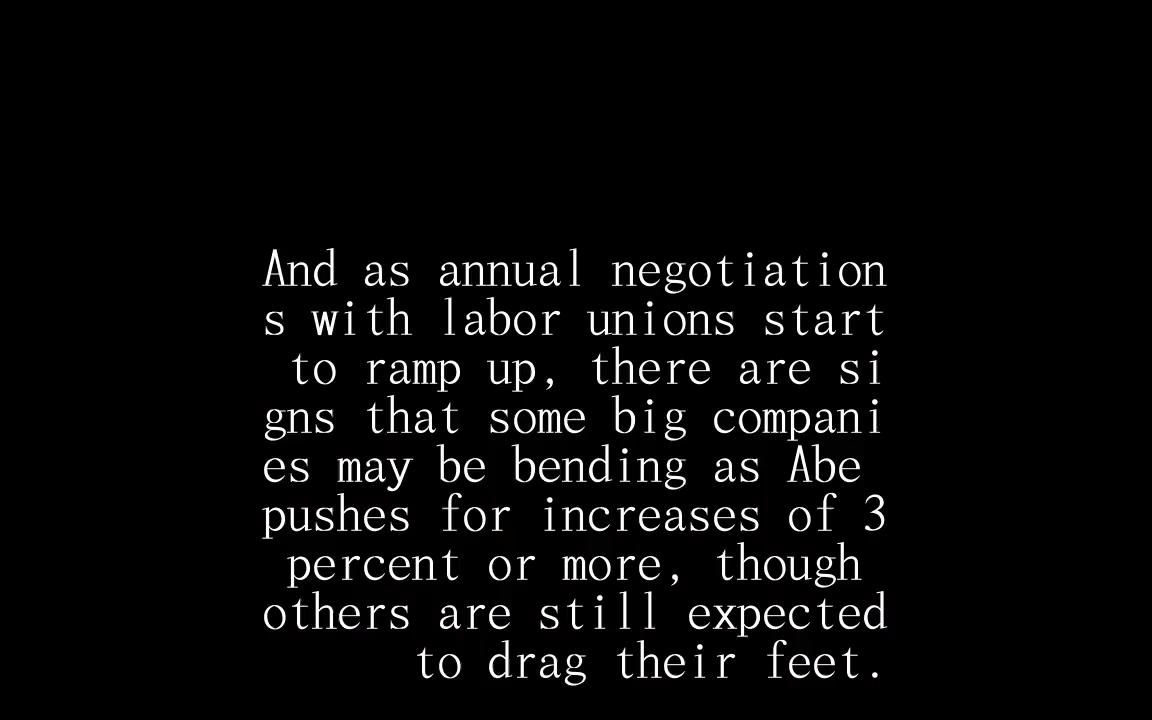 And as annual negotiation
s with labor unions start
 to ramp up, there are si
gns that some big compani
es may be bending as Abe
pushes for increases of 3
 percent or more, though
others are still expected
to drag their feet.